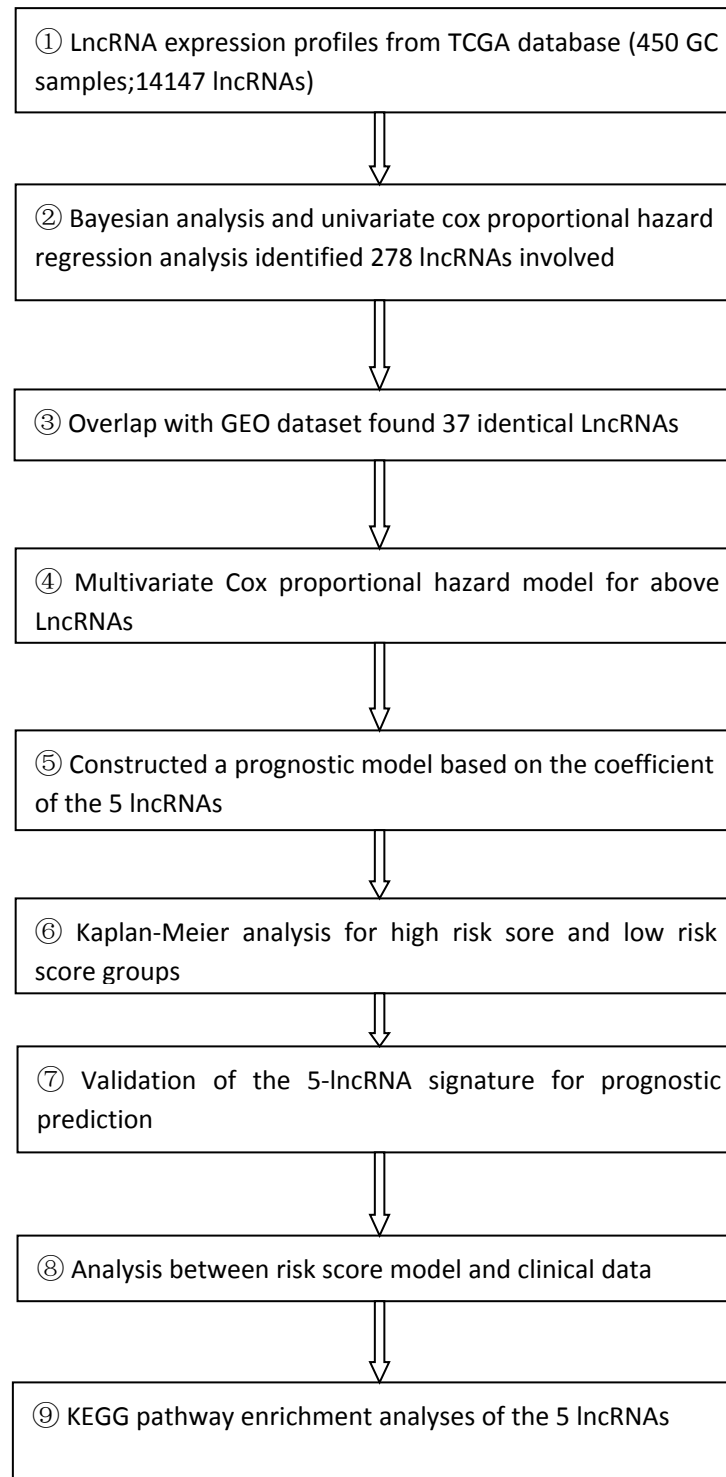 ① LncRNA expression profiles from TCGA database (450 GC
samples;14147 lncRNAs)
② Bayesian analysis and univariate cox proportional hazard
regression analysis identified 278 lncRNAs involved
③ Overlap with GEO dataset found 37 identical LncRNAs
④ Multivariate Cox proportional hazard model for above
LncRNAs
⑤ Constructed a prognostic model based on the coefficient
of the 5 lncRNAs
⑥ Kaplan-Meier analysis for high risk sore and low risk
score groups
⑦ Validation of the 5-lncRNA signature for prognostic
prediction
⑧ Analysis between risk score model and clinical data
⑨ KEGG pathway enrichment analyses of the 5 lncRNAs